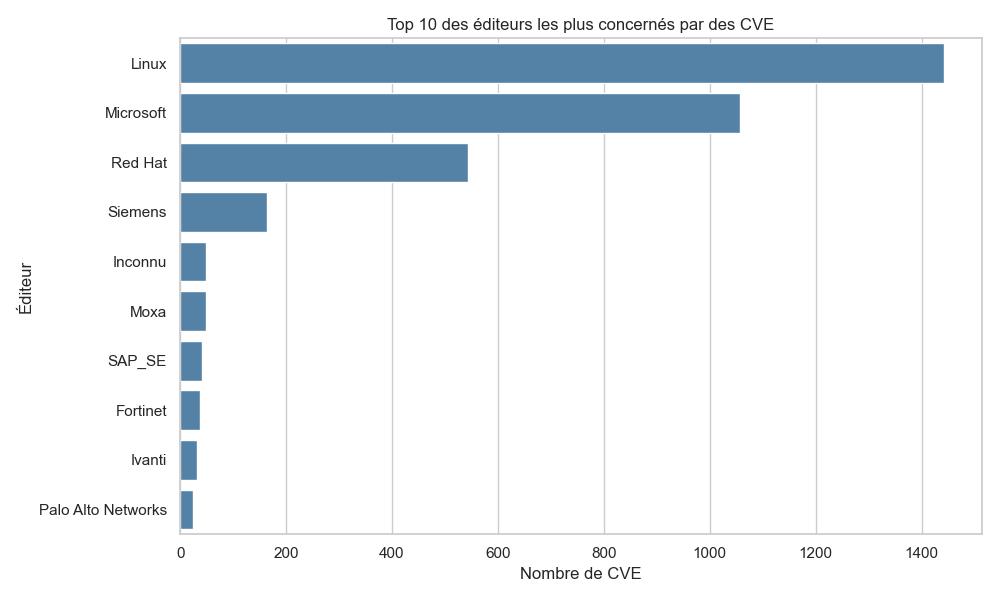 Top 10 des éditeurs les plus concernés par des CVE
Éditeur
Linux
Microsoft
Red Hat
Siemens
Inconnu
Moxa
SAP_SE
Fortinet
Ivanti
Palo Alto Networks
0 200 400 600 800 1000 1200 1400
Nombre de CVE